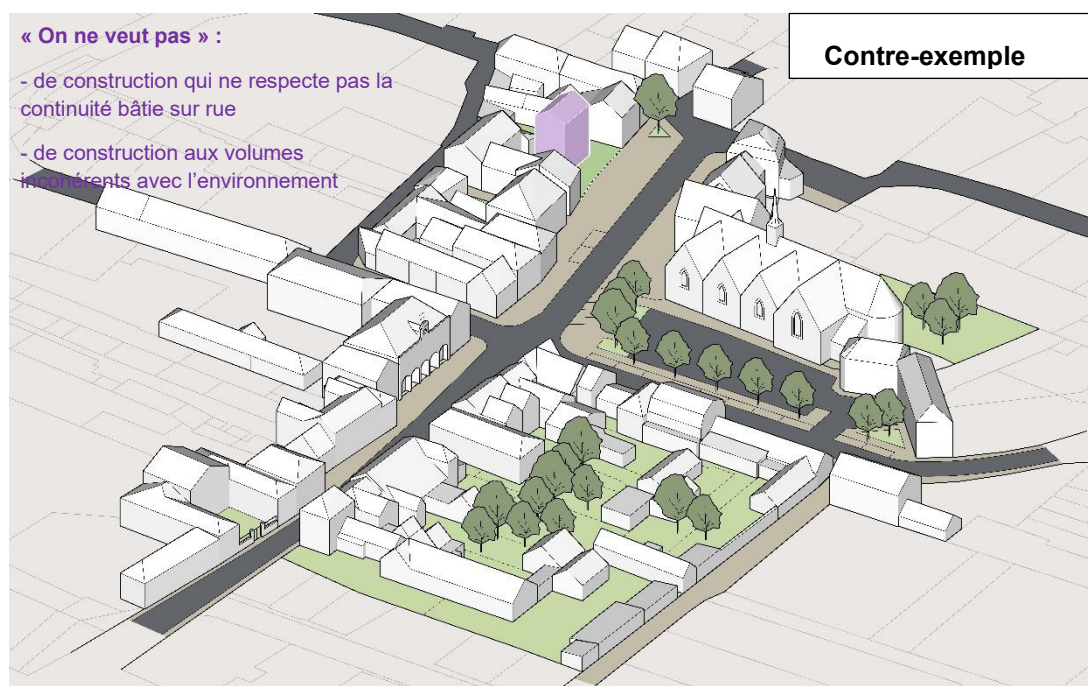 « On ne veut pas » :
- de construction qui ne respecte pas la
continuité bâtie sur rue
- de construction aux volumes
incohérents avec l’environnement
Contre-exemple